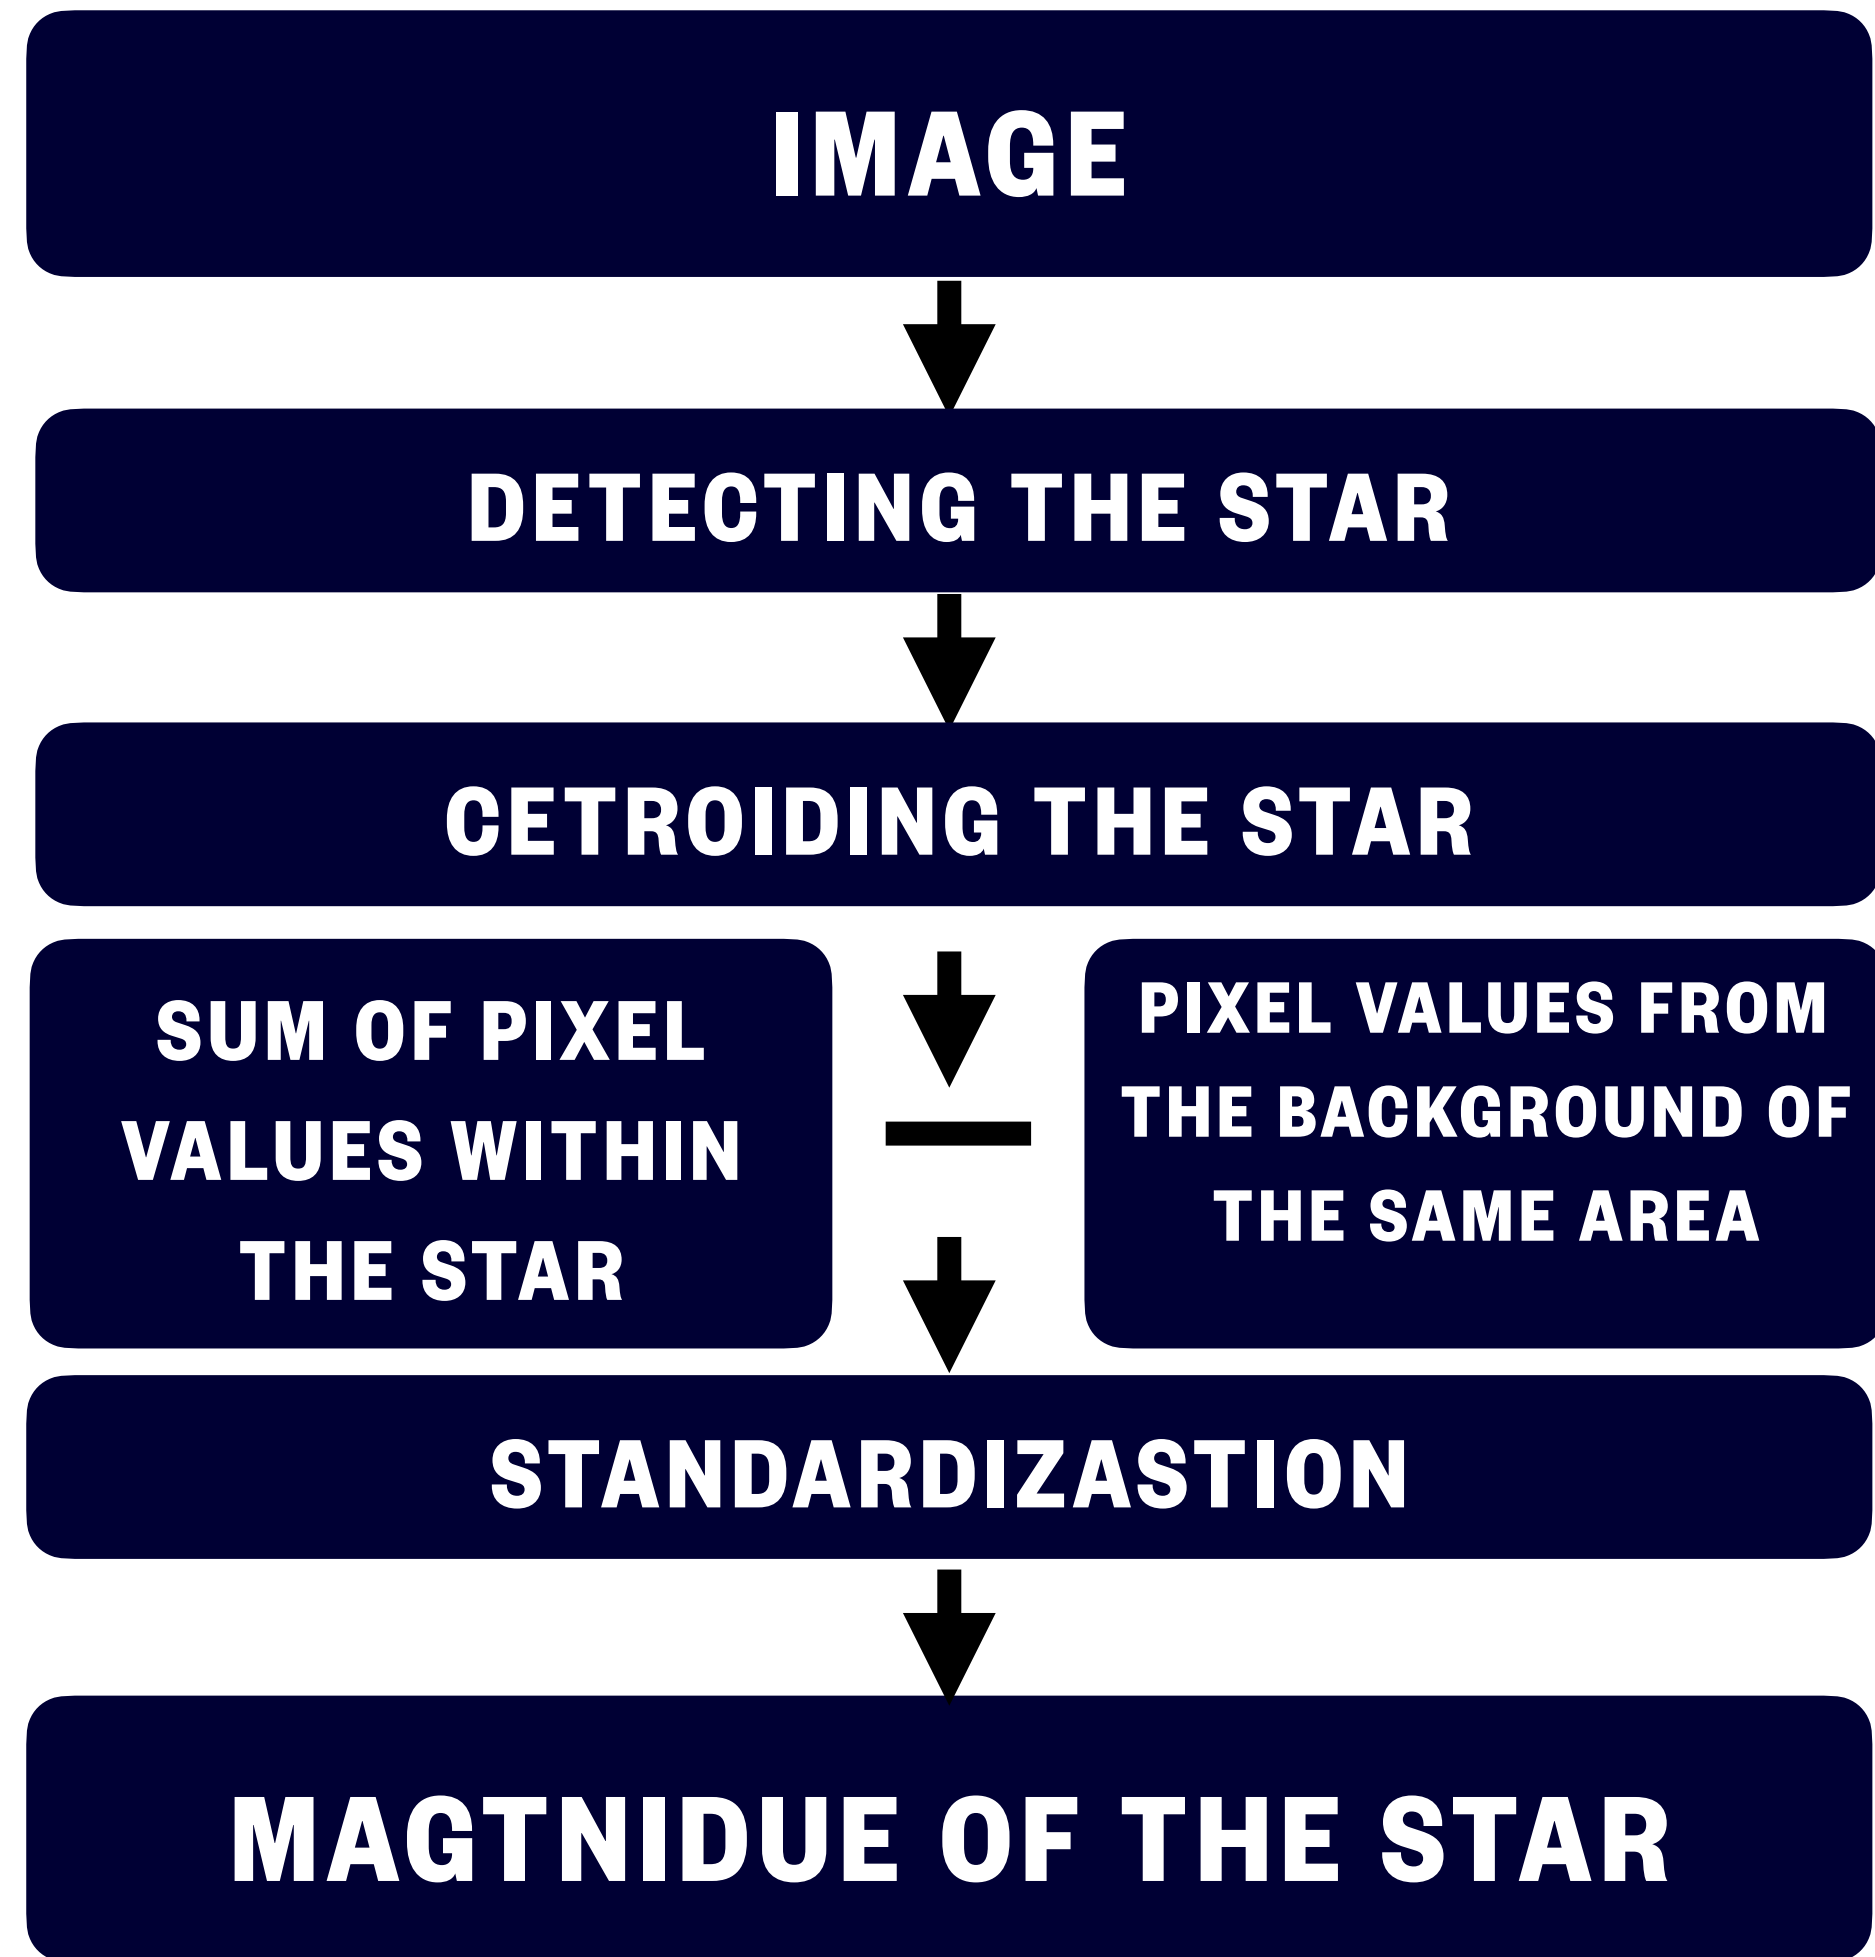 IMAGE
DETECTING THE STAR
CETROIDING THE STAR
SUM OF PIXEL
VALUES WITHIN
THE STAR
PIXEL VALUES FROM
THE BACKGROUND OF
THE SAME AREA
STANDARDIZASTION
MAGTNIDUE OF THE STAR